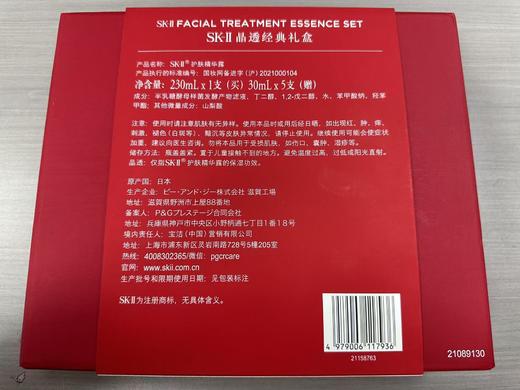 SK-II FACIAL TREATMENT ESSENCE SET
SK-II 晶透经典礼盒
产品名称: SK-II® 护肤精华露
产品执行的标准编号: 国妆网备进字 (沪) 2021000104
净含量: 230mL x 1支 (买) 30mL x 5支 (赠)
成分: 半乳糖酵母样菌发酵产物滤液、丁二醇、1,2-戊二醇、水、苯甲酸钠、羟苯
甲酯; 其他微量成分: 山梨酸
注意: 使用时请注意肌肤有无异样。使用本品时或用后经日晒, 如出现红、肿、痒、
刺激、褪色 (白斑等) 、黯沉等皮肤异常情况, 请停止使用。继续使用可能会使症状
加重, 建议向医生咨询。勿将本品用于受损肌肤, 如伤口、囊肿、湿疹等。
储存方法: 瓶盖盖紧。置于儿童接触不到的地方。避免温度过高、过低或阳光直射。
晶透: 仅指SK-II® 护肤精华露的保湿功效。
原产国: 日本
生产企业: ピー・アンド・ジー株式会社 滋賀工場
地址: 滋賀県野洲市上屋88番地
备案人: P&Gプレステージ合同会社
地址: 兵庫県神戸市中央区小野柄通七丁目1番18号
境内责任人: 宝洁 (中国) 营销有限公司
地址: 上海市浦东新区灵岩南路728号5幢205室
热线: 4008302365/微信: pgcrcare
官网: www.skii.com.cn
生产批号和限期使用日期: 见包装标注
SK-II为注册商标, 无具体含义。
4 979006 117936
21158763
21089130